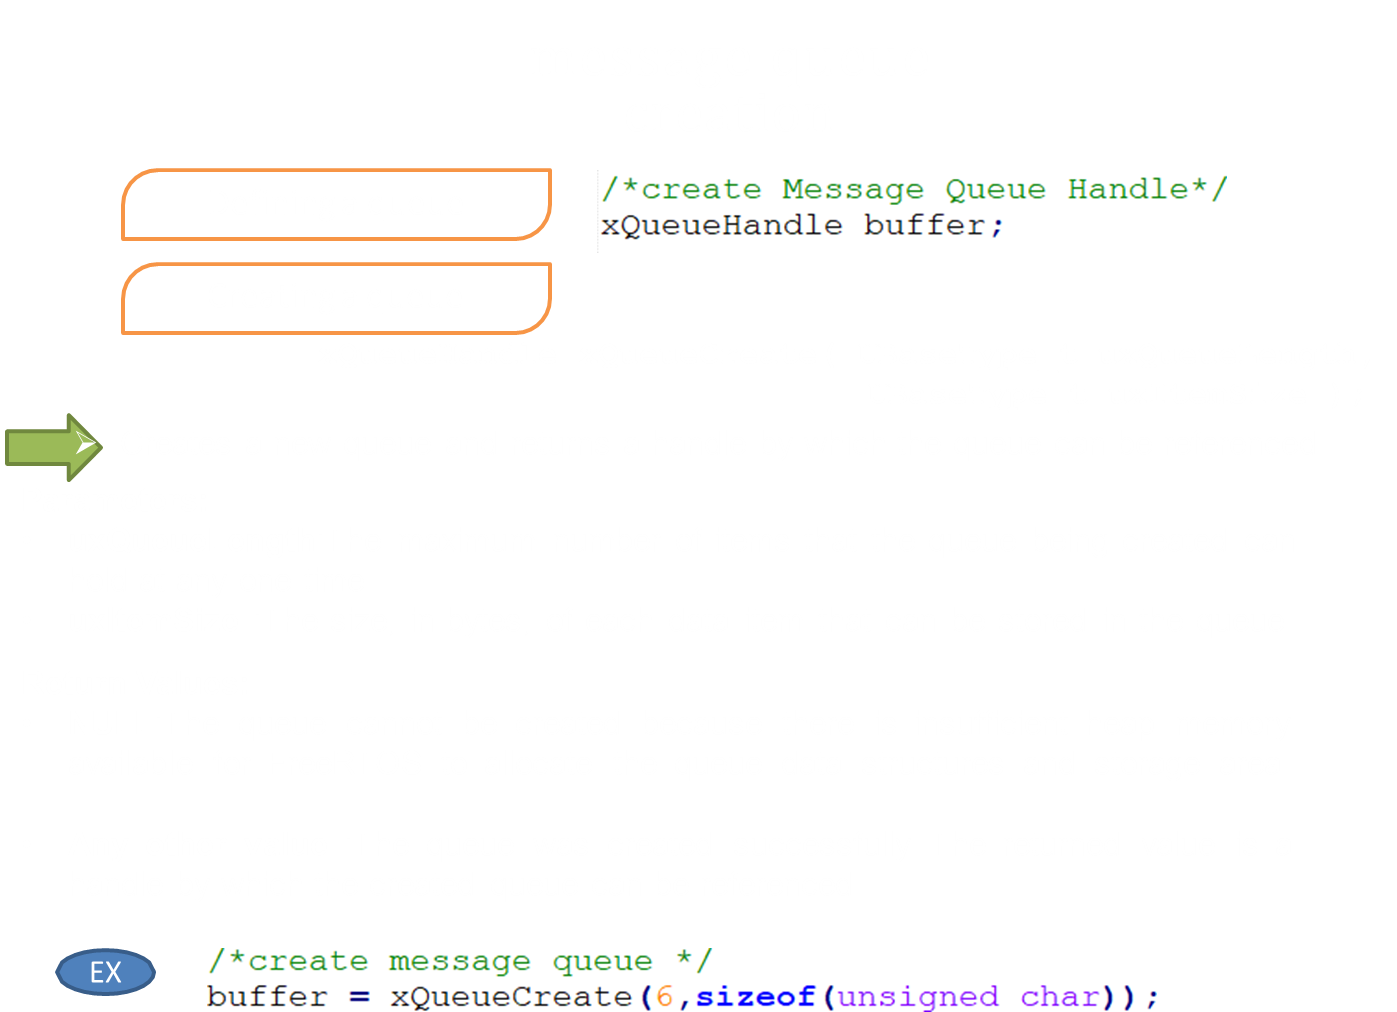 /*create Message Queue Handle*/
xQueueHandle buffer;
EX
/*create message queue */
buffer = xQueueCreate(6,sizeof(unsigned char));